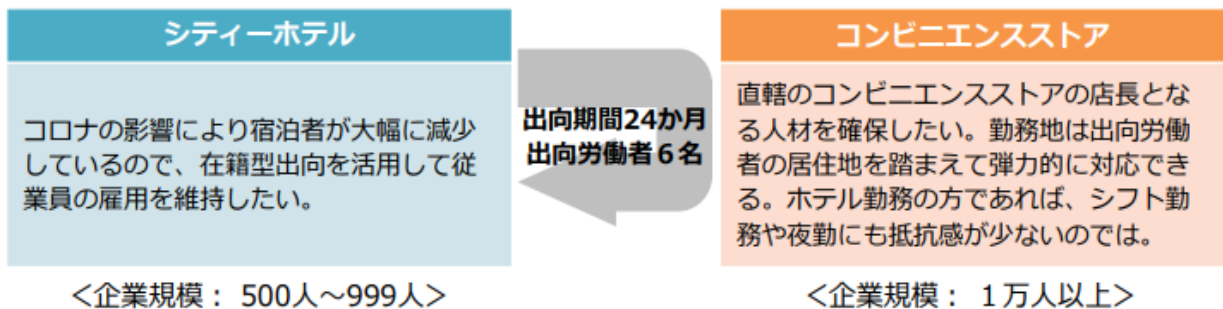 シティーホテル
コロナの影響により宿泊者が大幅に減少
しているので、在籍型出向を活用して従
業員の雇用を維持したい。
＜企業規模： 500人～999人＞
出向期間24か月
出向労働者６名
コンビニエンスストア
直轄のコンビニエンスストアの店長とな
る人材を確保したい。勤務地は出向労働
者の居住地を踏まえて弾力的に対応でき
る。ホテル勤務の方であれば、シフト勤
務や夜勤にも抵抗感が少ないのでは。
＜企業規模： １万人以上＞